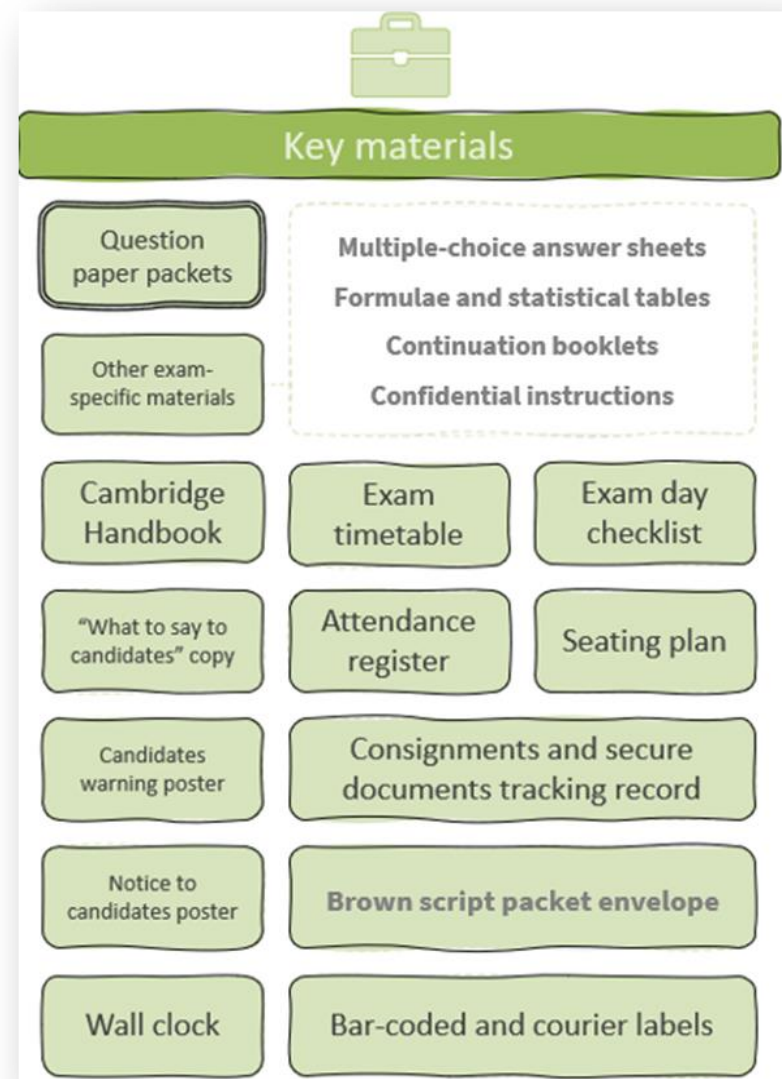 Key materials
Question
paper packets
Multiple-choice answer sheets
Formulae and statistical tables
Continuation booklets
Confidential instructions
Other exam-
specific materials
Cambridge
Handbook
Exam
timetable
Exam day
checklist
“What to say to
candidates” copy
Attendance
register
Seating plan
Candidates
warning poster
Consignments and secure
documents tracking record
Notice to
candidates poster
Brown script packet envelope
Wall clock
Bar-coded and courier labels